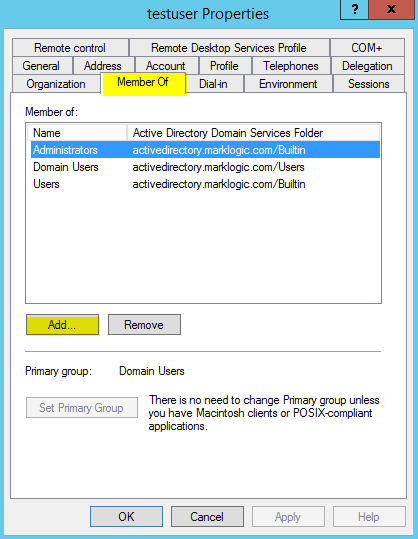 testuser Properties
?
X
Remote control
Remote Desktop Services Profile
COM+
General
Address
Account
Profile
Telephones
Delegation
Organization
Member Of
Dial-in
Environment
Sessions
Member of:
Name
Active Directory Domain Services Folder
Administrators
activedirectory.marklogic.com/Builtin
Domain Users
activedirectory.marklogic.com/Users
Users
activedirectory.marklogic.com/Builtin
Add...
Remove
Primary group:
Domain Users
Set Primary Group
There is no need to change Primary group unless
you have Macintosh clients or POSIX-compliant
applications.
OK
Cancel
Apply
Help